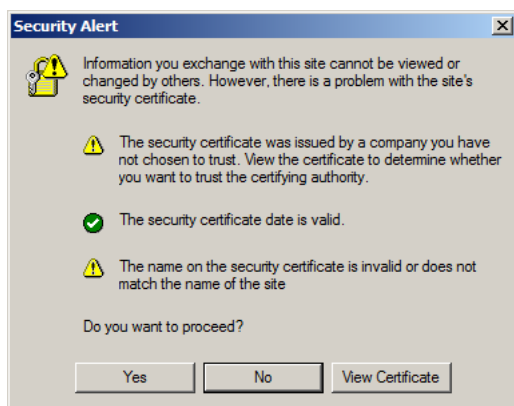 Security Alert
Information you exchange with this site cannot be viewed or
changed by others. However, there is a problem with the site's
security certificate.
The security certificate was issued by a company you have
not chosen to trust. View the certificate to determine whether
you want to trust the certifying authority.
The security certificate date is valid.
The name on the security certificate is invalid or does not
match the name of the site
Do you want to proceed?
Yes
No
View Certificate